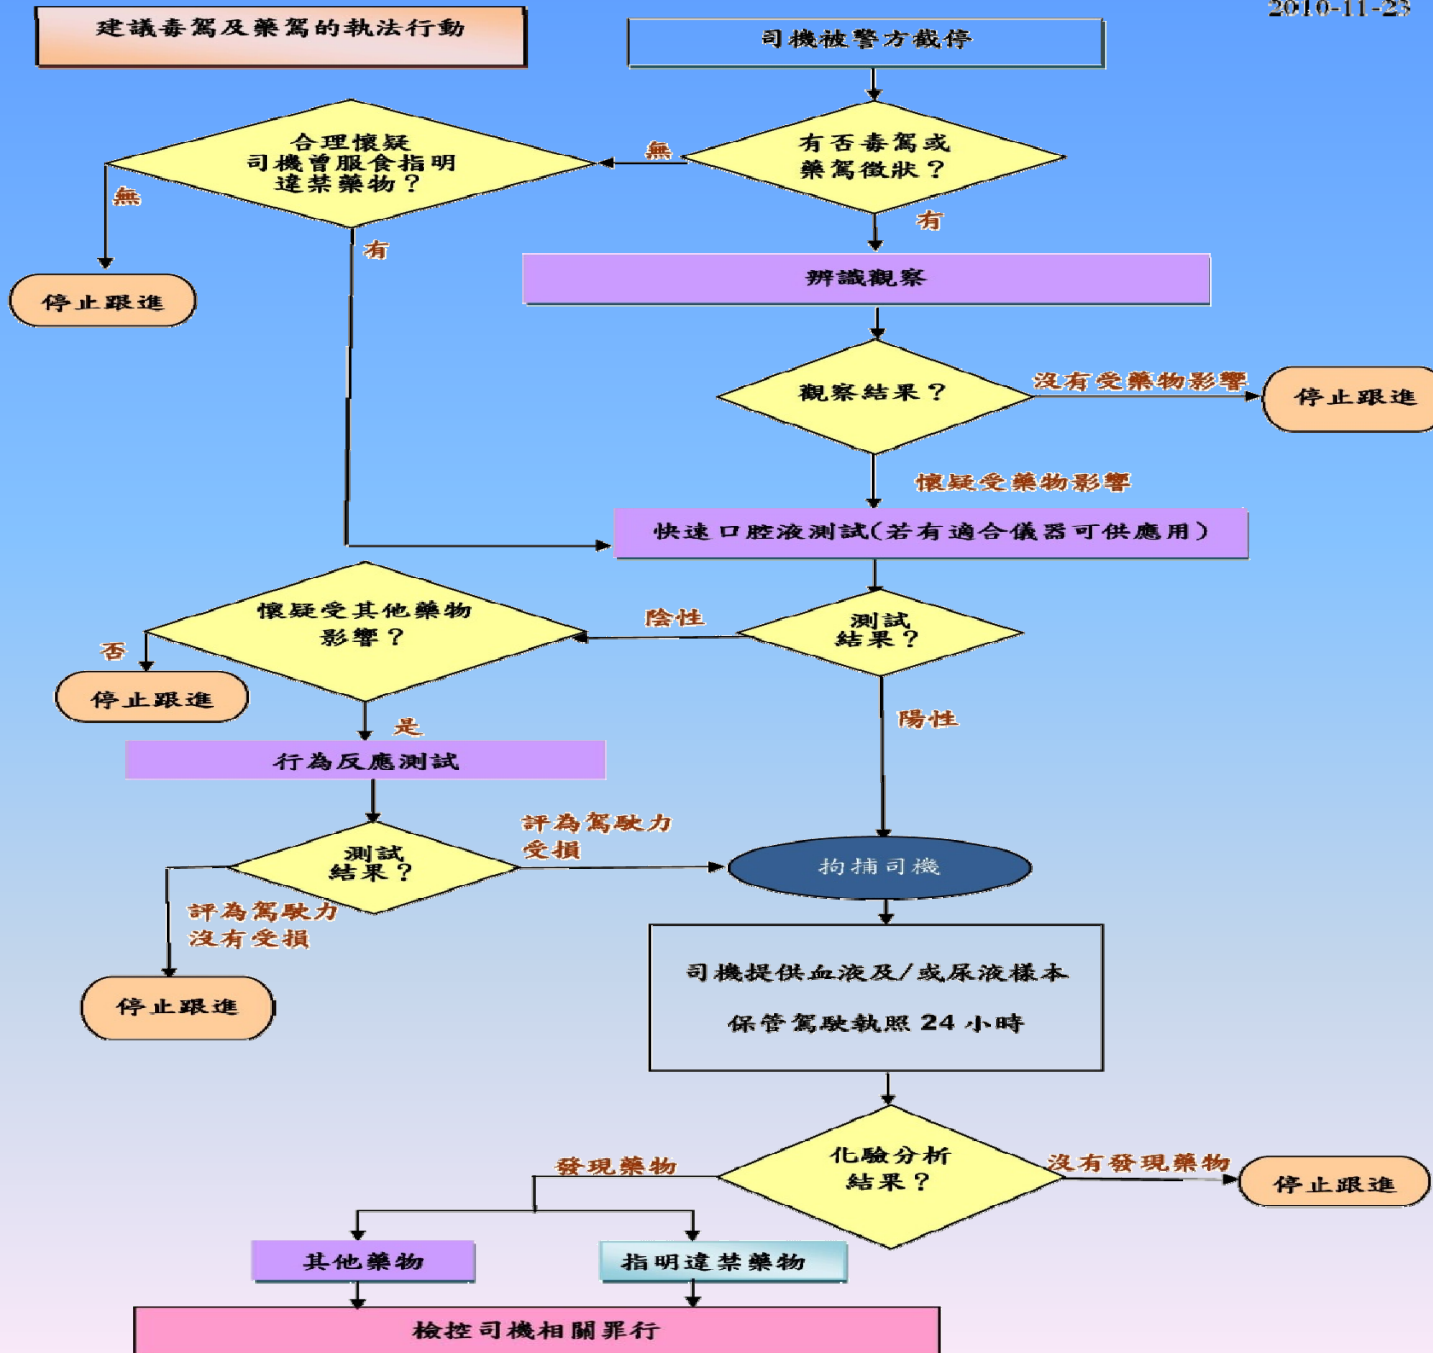 2010-11-23
建議毒駕及藥駕的執法行動
司機被警方截停
有否毒駕或
藥駕徵狀？
無
合理懷疑
司機曾服食指明
違禁藥物？
無
有
有
停止跟進
辨識觀察
觀察結果？
沒有受藥物影響
停止跟進
懷疑受藥物影響
快速口腔液測試(若有適合儀器可供應用)
測試
結果？
陰性
懷疑受其他藥物
影響？
否
停止跟進
是
陽性
行為反應測試
測試
結果？
評為駕駛力
受損
拘捕司機
評為駕駛力
沒有受損
停止跟進
司機提供血液及/或尿液樣本
保管駕駛執照 24 小時
化驗分析
結果？
發現藥物
沒有發現藥物
停止跟進
其他藥物
指明違禁藥物
檢控司機相關罪行